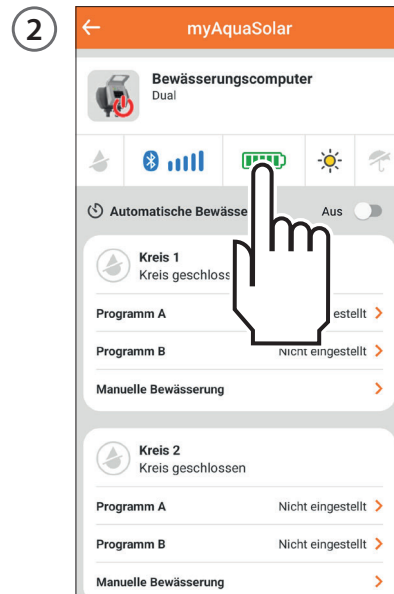 2
myAquaSolar
Bewässerungscomputer
Dual
Automatische Bewässe Aus
Kreis 1
Kreis geschloss
Programm A estellt
Programm B Nicht eingestellt
Manuelle Bewässerung
Kreis 2
Kreis geschlossen
Programm A Nicht eingestellt
Programm B Nicht eingestellt
Manuelle Bewässerung